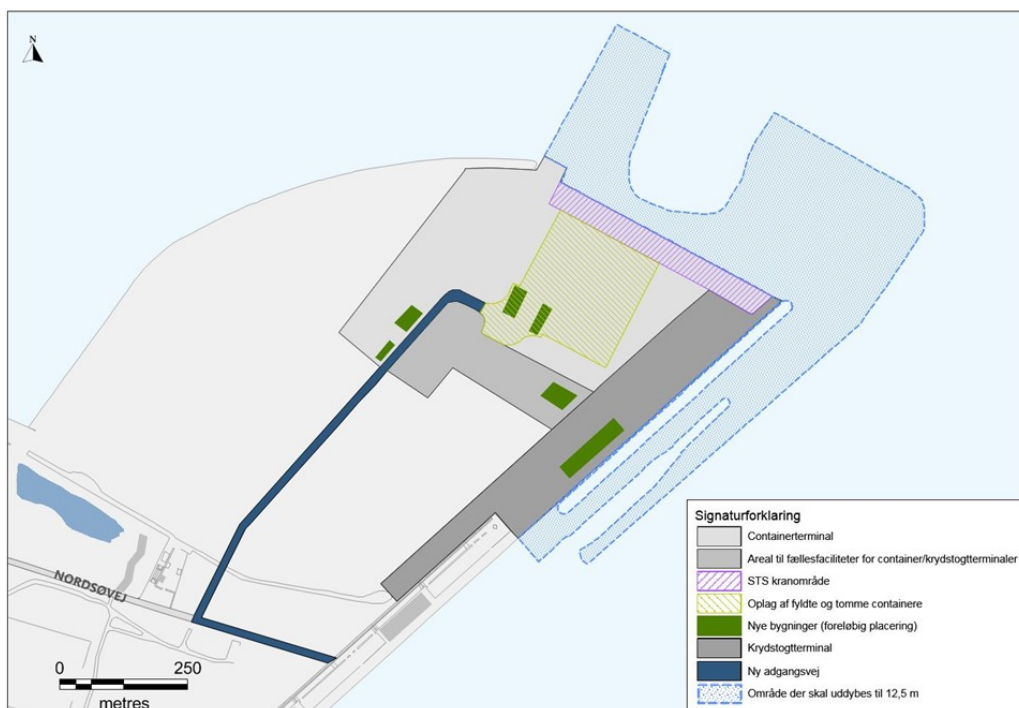 N
NORDSØVEJ
0 250
metres
Signaturforklaring
Containerterminal
Areal til fællesfaciliteter for container/krydstogtterminaler
STS kranområde
Oplag af fyldte og tomme containere
Nye bygninger (foreløbig placering)
Krydstogtterminal
Ny adgangsvej
Område der skal uddybes til 12,5 m